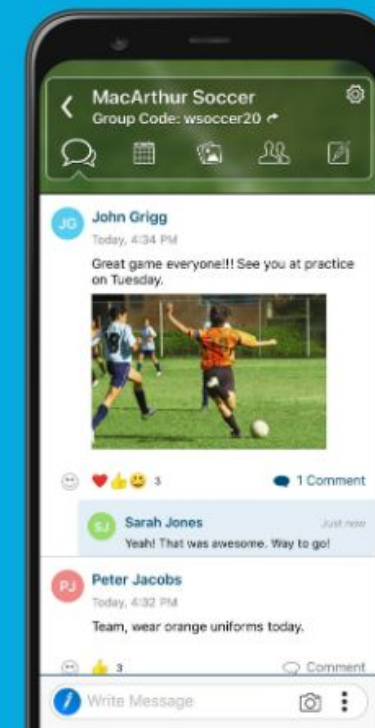 MacArthur Soccer
Group Code: wsoccer20
JG
John Grigg
Today, 4:34 PM
Great game everyone!!! See you at practice
on Tuesday.
8
3
1 Comment
SJ
Sarah Jones
Just now
Yeah! That was awesome. Way to go!
PJ
Peter Jacobs
Today, 4:32 PM
Team, wear orange uniforms today.
3
Comment
Write Message